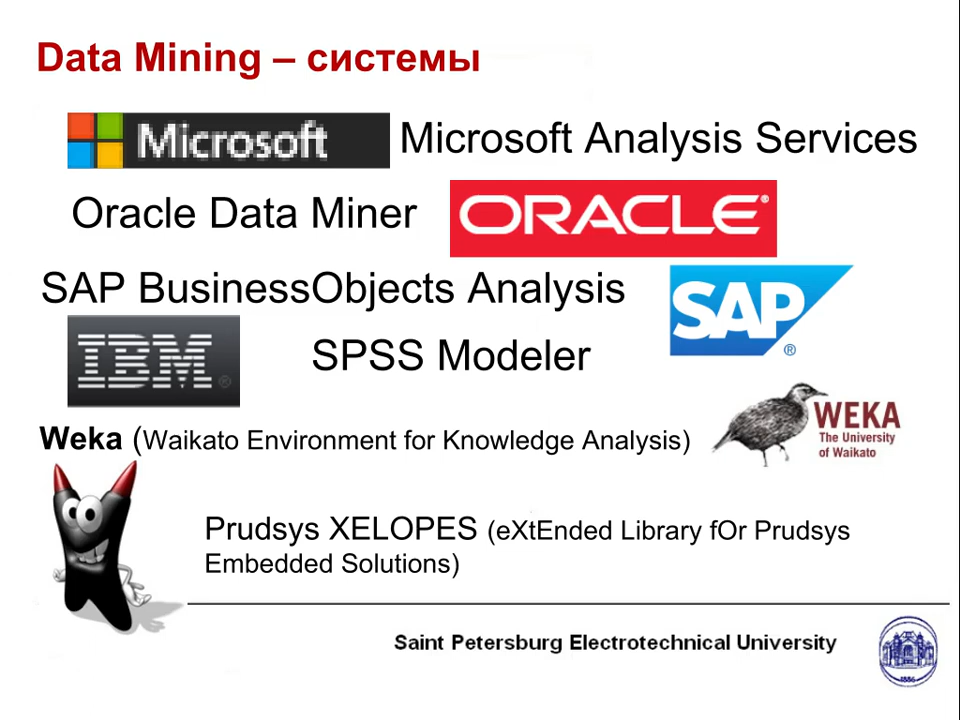 Data Mining – системы
Microsoft Microsoft Analysis Services
Oracle Data Miner ORACLE®
SAP BusinessObjects Analysis SAP®
IBM® SPSS Modeler
Weka (Waikato Environment for Knowledge Analysis)
WEKA
The University
of Waikato
Prudsys XELOPES (eXtEnded Library fOr Prudsys
Embedded Solutions)
Saint Petersburg Electrotechnical University
1886